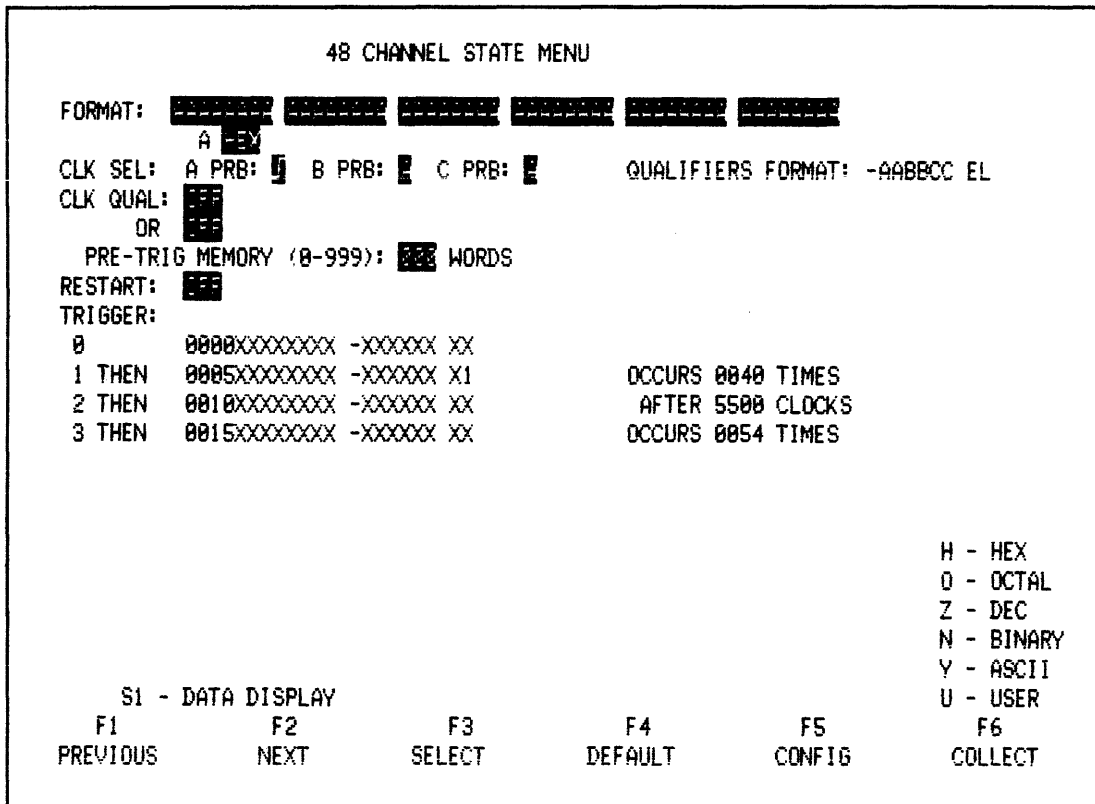 48 CHANNEL STATE MENU
FORMAT:
A
CLK SEL: A PRB: B PRB: C PRB: QUALIFIERS FORMAT: -AABBCC EL
CLK QUAL:
OR
PRE-TRIG MEMORY (0-999): WORDS
RESTART:
TRIGGER:
0 0000XXXXXXXX -XXXXXX XX
1 THEN 0005XXXXXXXX -XXXXXX X1 OCCURS 0040 TIMES
2 THEN 0010XXXXXXXX -XXXXXX XX AFTER 5500 CLOCKS
3 THEN 0015XXXXXXXX -XXXXXX XX OCCURS 0054 TIMES
H - HEX
O - OCTAL
Z - DEC
N - BINARY
Y - ASCII
S1 - DATA DISPLAY U - USER
F1 F2 F3 F4 F5 F6
PREVIOUS NEXT SELECT DEFAULT CONFIG COLLECT